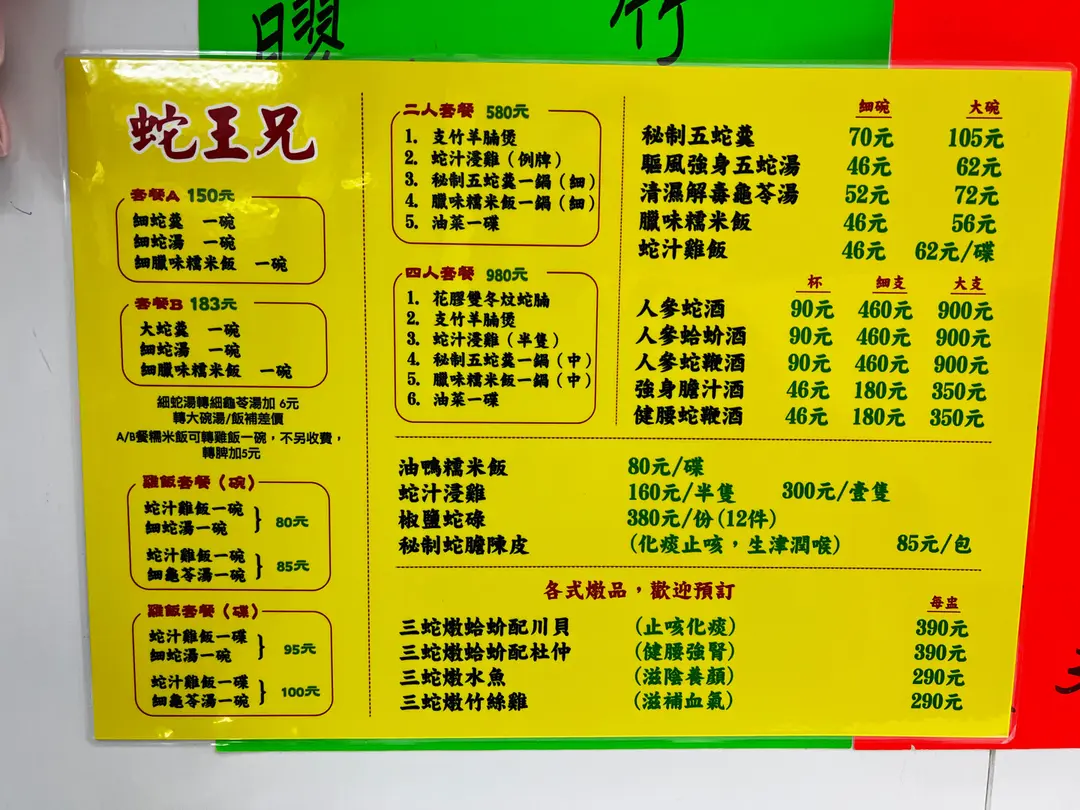 膠
竹
蛇王兄
套餐A 150元
細蛇羹 一碗
細蛇湯 一碗
細臘味糯米飯 一碗
套餐B 183元
大蛇羹 一碗
細蛇湯 一碗
細臘味糯米飯 一碗
細蛇湯轉細龜苓湯加 6元
轉大碗湯/飯補差價
A/B餐糯米飯可轉雞飯一碗，不另收費，
轉脾加5元
雞飯套餐（碗）
蛇汁雞飯一碗
細蛇湯一碗
80元
蛇汁雞飯一碗
細龜苓湯一碗
85元
雞飯套餐（碟）
蛇汁雞飯一碟
細蛇湯一碗
95元
蛇汁雞飯一碟
細龜苓湯一碗
100元
二人套餐 580元
1. 支竹羊腩煲
2. 蛇汁浸雞（例牌）
3. 秘制五蛇羹一鍋（細）
4. 臘味糯米飯一鍋（細）
5. 油菜一碟
四人套餐 980元
1. 花膠雙冬炆蛇腩
2. 支竹羊腩煲
3. 蛇汁浸雞（半隻）
4. 秘制五蛇羹一鍋（中）
5. 臘味糯米飯一鍋（中）
6. 油菜一碟
細碗 大碗
秘制五蛇羹 70元 105元
驅風強身五蛇湯 46元 62元
清濕解毒龜苓湯 52元 72元
臘味糯米飯 46元 56元
蛇汁雞飯 46元 62元/碟
杯 細支 大支
人參蛇酒 90元 460元 900元
人參蛤蚧酒 90元 460元 900元
人參蛇鞭酒 90元 460元 900元
強身膽汁酒 46元 180元 350元
健腰蛇鞭酒 46元 180元 350元
油鴨糯米飯 80元/碟
蛇汁浸雞 160元/半隻 300元/壹隻
椒鹽蛇碌 380元/份(12件)
秘制蛇膽陳皮 (化痰止咳，生津潤喉) 85元/包
各式燉品，歡迎預訂
每盅
三蛇燉蛤蚧配川貝 (止咳化痰) 390元
三蛇燉蛤蚧配杜仲 (健腰強腎) 390元
三蛇燉水魚 (滋陰養顏) 290元
三蛇燉竹絲雞 (滋補血氣) 290元